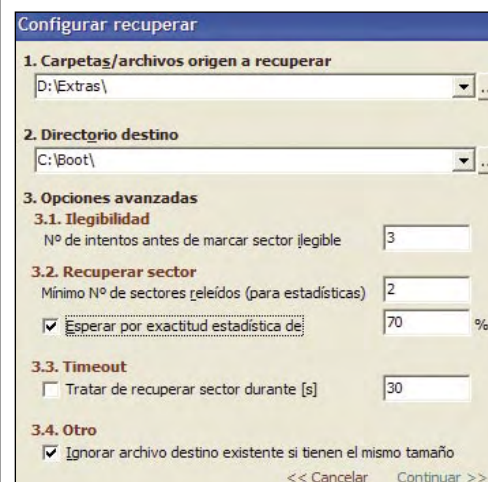 Configurar recuperar
1. Carpetas/archivos origen a recuperar
D:\Extras\
...
2. Directorio destino
C:\Boot\
...
3. Opciones avanzadas
3.1. Ilegibilidad
Nº de intentos antes de marcar sector ilegible 3
3.2. Recuperar sector
Mínimo Nº de sectores releídos (para estadísticas) 2
Esperar por exactitud estadística de 70 %
3.3. Timeout
Tratar de recuperar sector durante [s] 30
3.4. Otro
Ignorar archivo destino existente si tienen el mismo tamaño
<< Cancelar Continuar >>